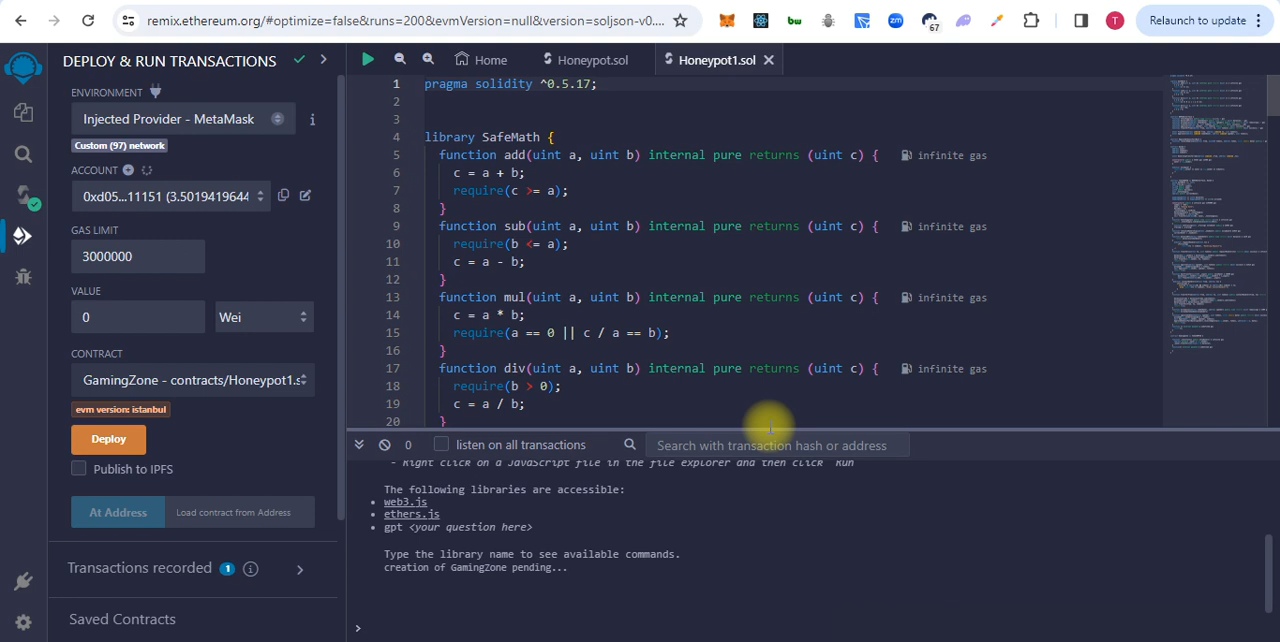 remix.ethereum.org/#optimize=false&runs=200&evmVersion=null&version=soljson-v0....
bw
zm
67
T
Relaunch to update
DEPLOY & RUN TRANSACTIONS
Home
Honeypot.sol
Honeypot1.sol
ENVIRONMENT
Injected Provider - MetaMask
i
Custom (97) network
ACCOUNT
0xd05...11151 (3.5019419644
GAS LIMIT
3000000
VALUE
0
Wei
CONTRACT
GamingZone - contracts/Honeypot1.s
evm version: istanbul
Deploy
Publish to IPFS
At Address
Load contract from Address
Transactions recorded 1 i
Saved Contracts
1 pragma solidity ^0.5.17;
2
3
4 library SafeMath {
5 function add(uint a, uint b) internal pure returns (uint c) { infinite gas
6 c = a + b;
7 require(c >= a);
8 }
9 function sub(uint a, uint b) internal pure returns (uint c) { infinite gas
10 require(b <= a);
11 c = a - b;
12 }
13 function mul(uint a, uint b) internal pure returns (uint c) { infinite gas
14 c = a * b;
15 require(a == 0 || c / a == b);
16 }
17 function div(uint a, uint b) internal pure returns (uint c) { infinite gas
18 require(b > 0);
19 c = a / b;
20 }
0 listen on all transactions
Search with transaction hash or address
- Right click on a JavaScript file in the file explorer and then click `Run`
The following libraries are accessible:
• web3.js
• ethers.js
• gpt <your question here>
Type the library name to see available commands.
creation of GamingZone pending...
>